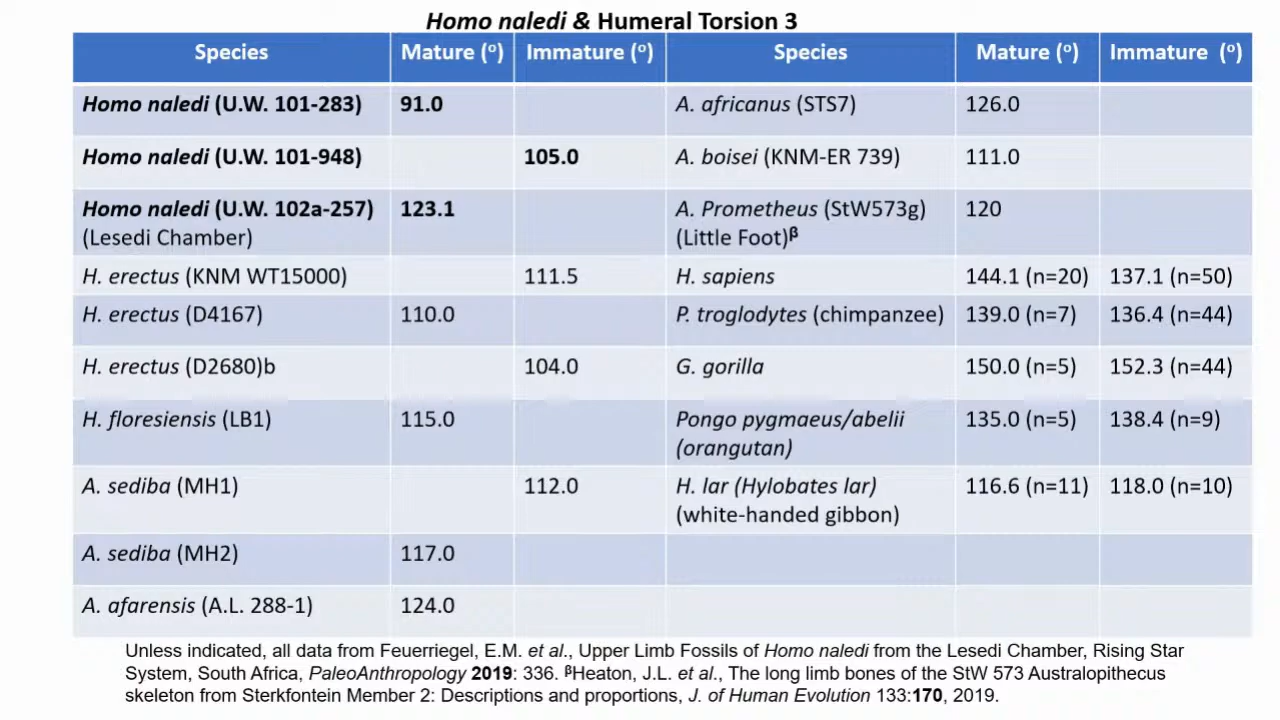 Homo naledi & Humeral Torsion 3
Species Mature (º) Immature (º) Species Mature (º) Immature (º)
Homo naledi (U.W. 101-283) 91.0 A. africanus (STS7) 126.0
Homo naledi (U.W. 101-948) 105.0 A. boisei (KNM-ER 739) 111.0
Homo naledi (U.W. 102a-257) 123.1 A. Prometheus (StW573g) 120
(Lesedi Chamber) (Little Foot)β
H. erectus (KNM WT15000) 111.5 H. sapiens 144.1 (n=20) 137.1 (n=50)
H. erectus (D4167) 110.0 P. troglodytes (chimpanzee) 139.0 (n=7) 136.4 (n=44)
H. erectus (D2680)b 104.0 G. gorilla 150.0 (n=5) 152.3 (n=44)
H. floresiensis (LB1) 115.0 Pongo pygmaeus/abelii 135.0 (n=5) 138.4 (n=9)
(orangutan)
A. sediba (MH1) 112.0 H. lar (Hylobates lar) 116.6 (n=11) 118.0 (n=10)
(white-handed gibbon)
A. sediba (MH2) 117.0
A. afarensis (A.L. 288-1) 124.0
Unless indicated, all data from Feuerriegel, E.M. et al., Upper Limb Fossils of Homo naledi from the Lesedi Chamber, Rising Star
System, South Africa, PaleoAnthropology 2019: 336. βHeaton, J.L. et al., The long limb bones of the StW 573 Australopithecus
skeleton from Sterkfontein Member 2: Descriptions and proportions, J. of Human Evolution 133:170, 2019.